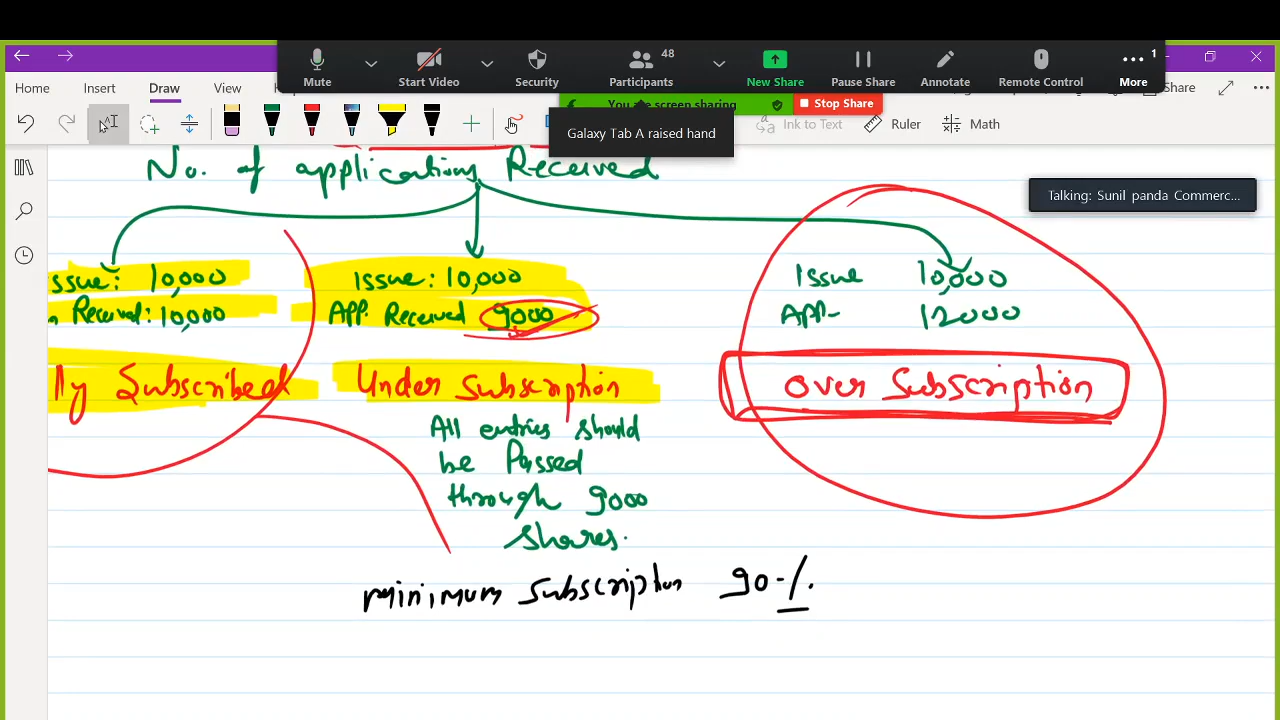 48
1
Mute
Start Video
Security
Participants
New Share
Pause Share
Annotate
Remote Control
More
You are screen sharing
Stop Share
Galaxy Tab A raised hand
Home
Insert
Draw
View
Share
Ink to Text
Ruler
Math
Talking: Sunil panda Commerc...
No. of applications Received
ssue: 10,000
Issue: 10,000
Issue 10,000
n Received: 10,000
App. Received 9000
App- 12000
lly Subscribed
Under subscription
over Subscription
All entries should
be Passed
through 9000
shares.
minimum subscription 90-/.